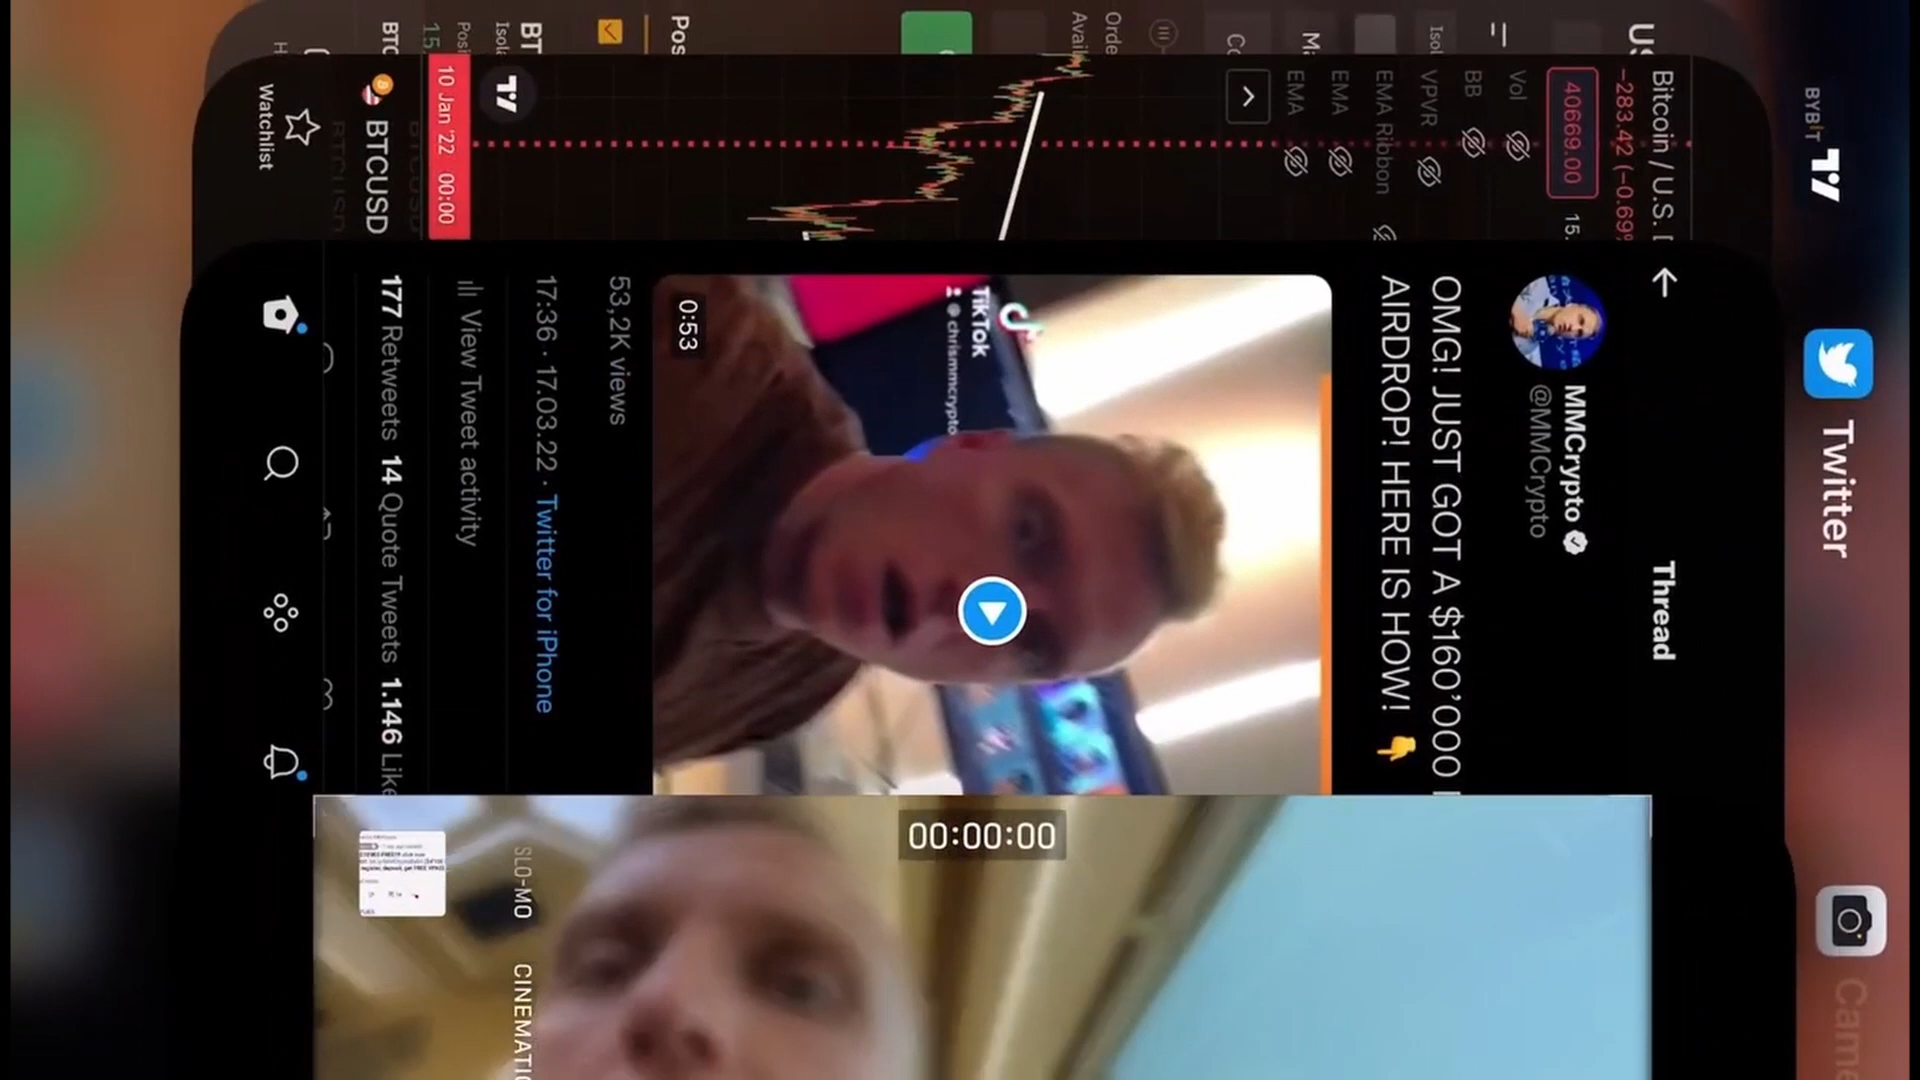 BYBIT
Twitter
Bitcoin / U.S.
−283.42 (−0.69%
40669.00
15.
Vol
BB
VPVR
EMA Ribbon
EMA
EMA
10 Jan '22 00:00
BTCUSD
Watchlist
Thread
MMCrypto
@MMCrypto
OMG! JUST GOT A $160’000
AIRDROP! HERE IS HOW! 👇
TikTok
@chrismmcrypto
0:53
53,2K views
17:36 · 17.03.22 · Twitter for iPhone
View Tweet activity
177 Retweets 14 Quote Tweets 1.146 Like
00:00:00
SLO-MO
CINEMATIC